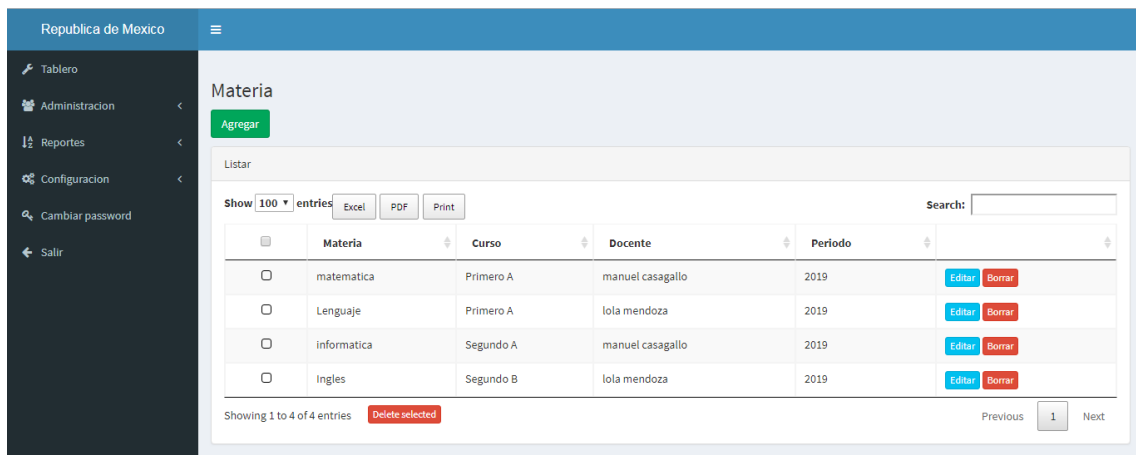 Republica de Mexico
Tablero
Administracion
Reportes
Configuracion
Cambiar password
Salir
Materia
Agregar
Listar
Show 100 entries Excel PDF Print Search:
Materia Curso Docente Periodo
matematica Primero A manuel casagallo 2019 Editar Borrar
Lenguaje Primero A lola mendoza 2019 Editar Borrar
informatica Segundo A manuel casagallo 2019 Editar Borrar
Ingles Segundo B lola mendoza 2019 Editar Borrar
Showing 1 to 4 of 4 entries Delete selected Previous 1 Next